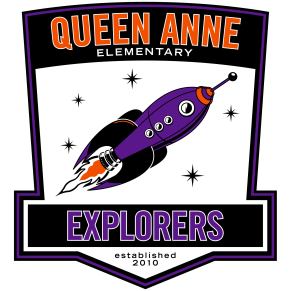 QUEEN ANNE
ELEMENTARY
EXPLORERS
established
2010